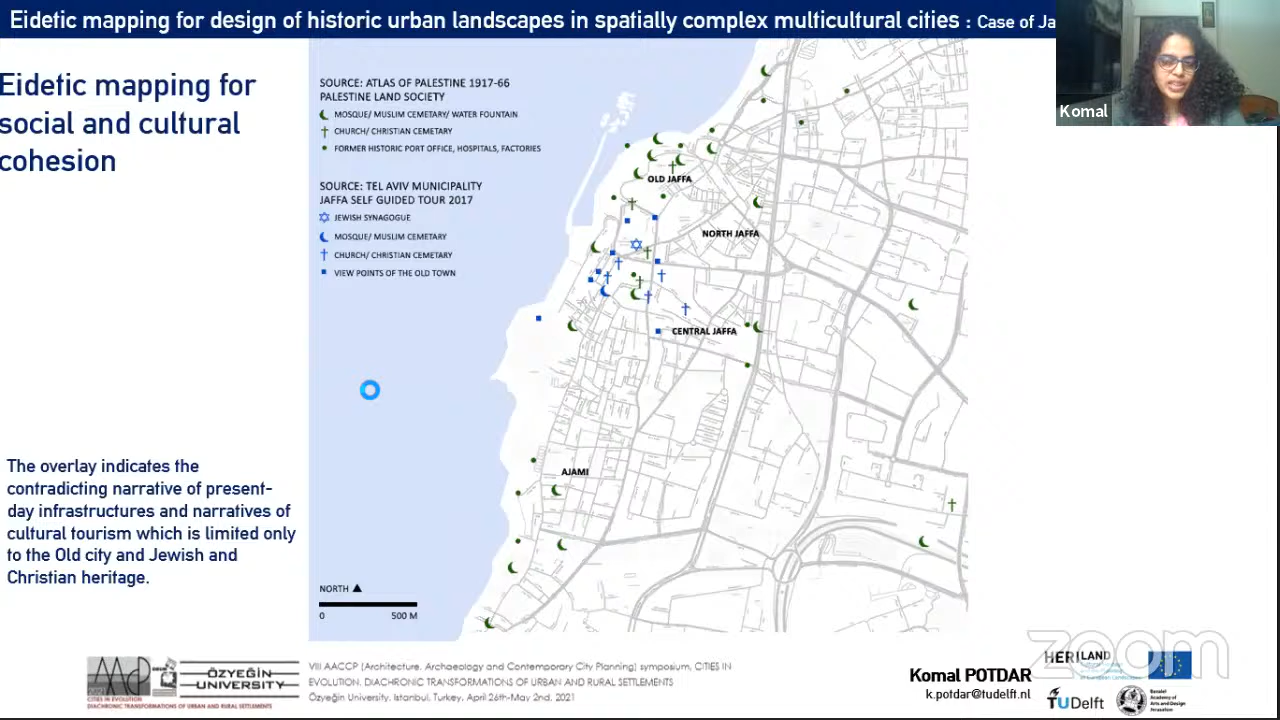 Eidetic mapping for design of historic urban landscapes in spatially complex multicultural cities : Case of Ja
Komal
Eidetic mapping for
social and cultural
cohesion
SOURCE: ATLAS OF PALESTINE 1917-66
PALESTINE LAND SOCIETY
MOSQUE/ MUSLIM CEMETARY/ WATER FOUNTAIN
CHURCH/ CHRISTIAN CEMETARY
FORMER HISTORIC PORT OFFICE, HOSPITALS, FACTORIES
SOURCE: TEL AVIV MUNICIPALITY
JAFFA SELF GUIDED TOUR 2017
JEWISH SYNAGOGUE
MOSQUE/ MUSLIM CEMETARY
CHURCH/ CHRISTIAN CEMETARY
VIEW POINTS OF THE OLD TOWN
OLD JAFFA
NORTH JAFFA
CENTRAL JAFFA
AJAMI
The overlay indicates the
contradicting narrative of present-
day infrastructures and narratives of
cultural tourism which is limited only
to the Old city and Jewish and
Christian heritage.
NORTH
0 500 M
AACCP
CITIES IN EVOLUTION
DIACHRONIC TRANSFORMATIONS OF URBAN AND RURAL SETTLEMENTS
ÖZYEĞİN
UNIVERSITY
VIII AACCP (Architecture. Archaeology and Contemporary City Planning) symposium, CITIES IN
EVOLUTION: DIACHRONIC TRANSFORMATIONS OF URBAN AND RURAL SETTLEMENTS
Özyeğin University. Istanbul, Turkey, April 26th-May 2nd, 2021
Komal POTDAR
k.potdar@tudelft.nl
zoom
HERILAND
TUDelft
Bezalel
Academy of
Arts and Design
Jerusalem